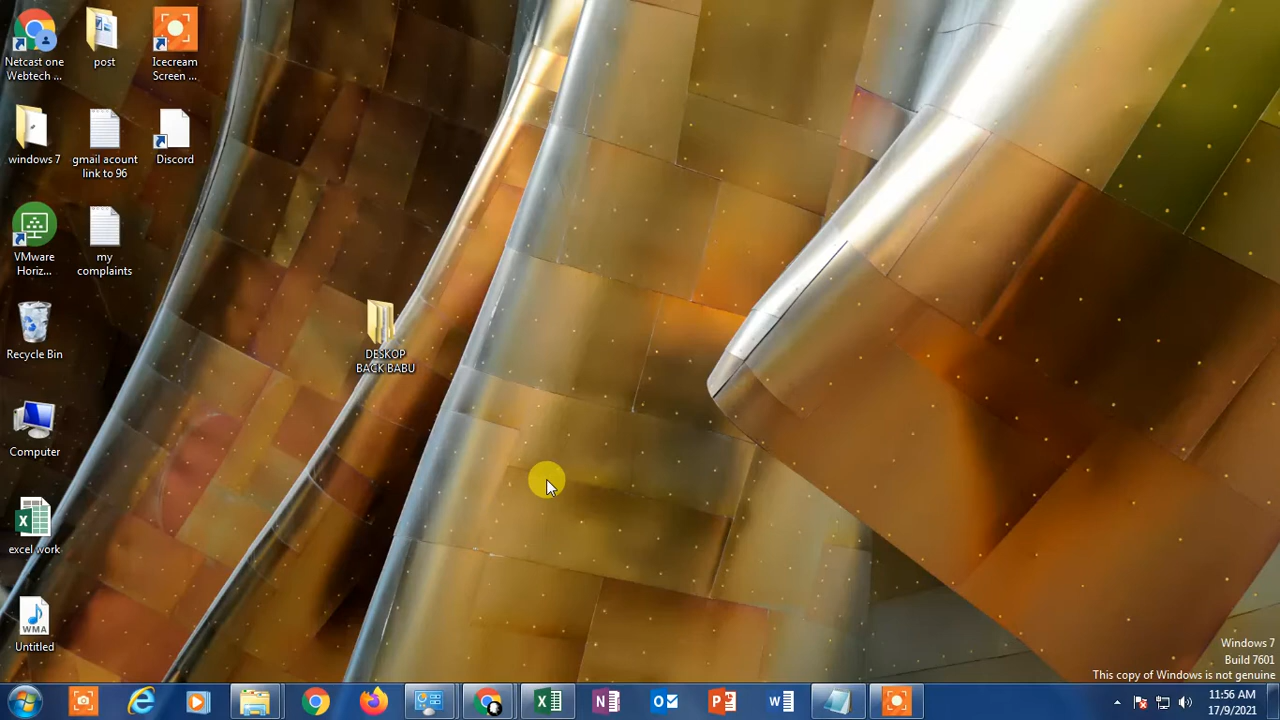 Netcast one
Webtech ...
post
Icecream
Screen ...
windows 7
gmail acount
link to 96
Discord
VMware
Horiz...
my
complaints
Recycle Bin
DESKOP
BACK BABU
Computer
excel work
WMA
Untitled
Windows 7
Build 7601
This copy of Windows is not genuine
11:56 AM
17/9/2021